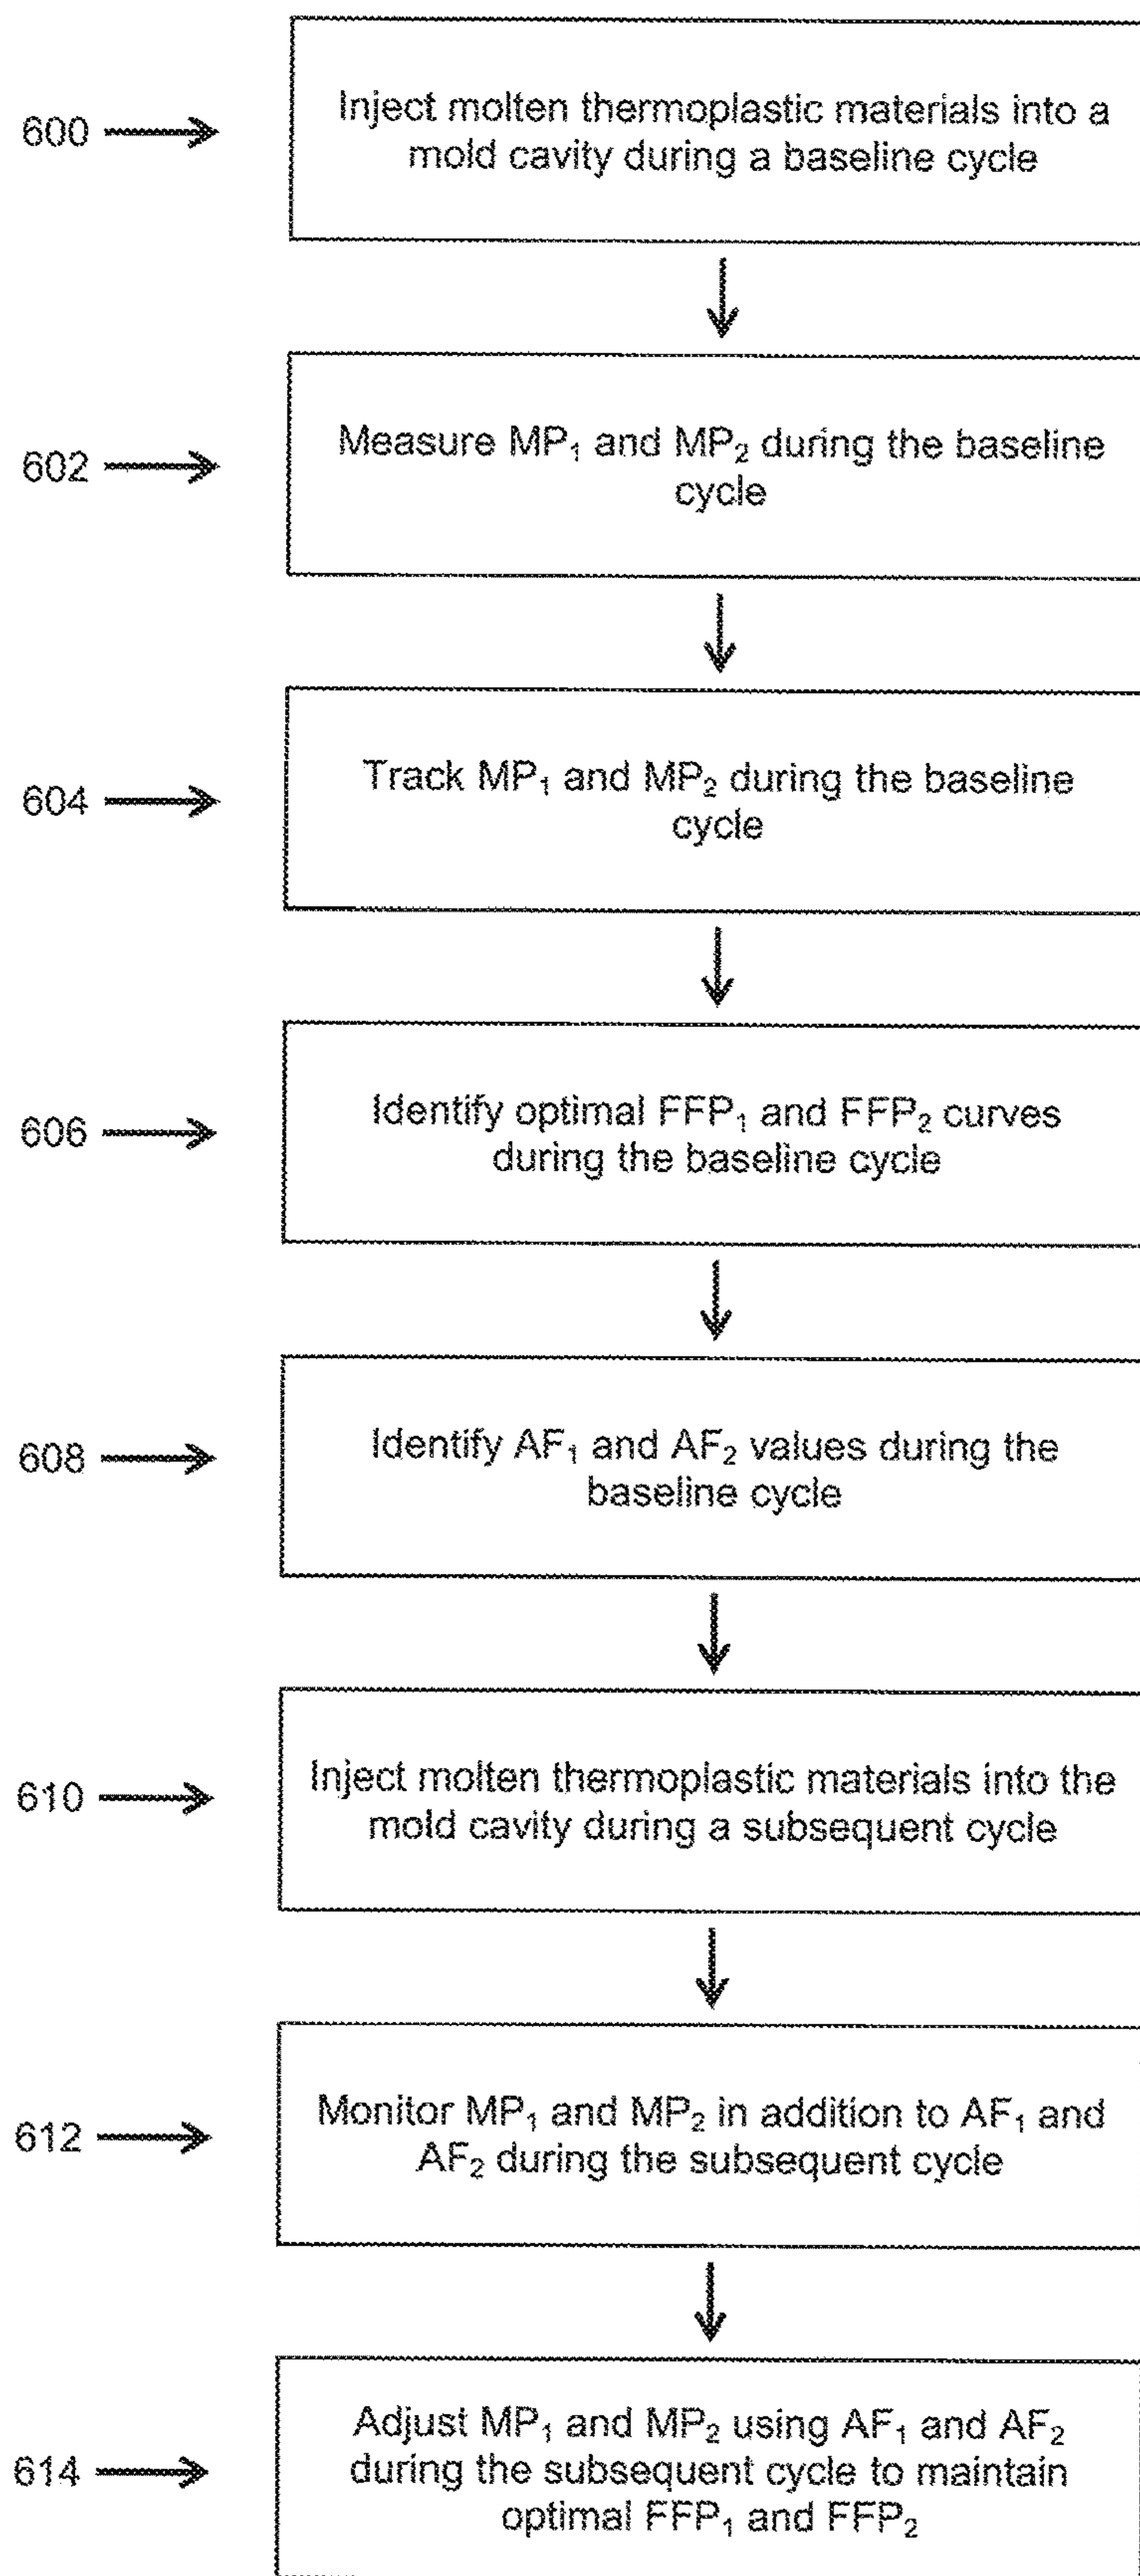 600
Inject molten thermoplastic materials into a
mold cavity during a baseline cycle
602
Measure MP₁ and MP₂ during the baseline
cycle
604
Track MP₁ and MP₂ during the baseline
cycle
606
Identify optimal FFP₁ and FFP₂ curves
during the baseline cycle
608
Identify AF₁ and AF₂ values during the
baseline cycle
610
Inject molten thermoplastic materials into the
mold cavity during a subsequent cycle
612
Monitor MP₁ and MP₂ in addition to AF₁ and
AF₂ during the subsequent cycle
614
Adjust MP₁ and MP₂ using AF₁ and AF₂
during the subsequent cycle to maintain
optimal FFP₁ and FFP₂